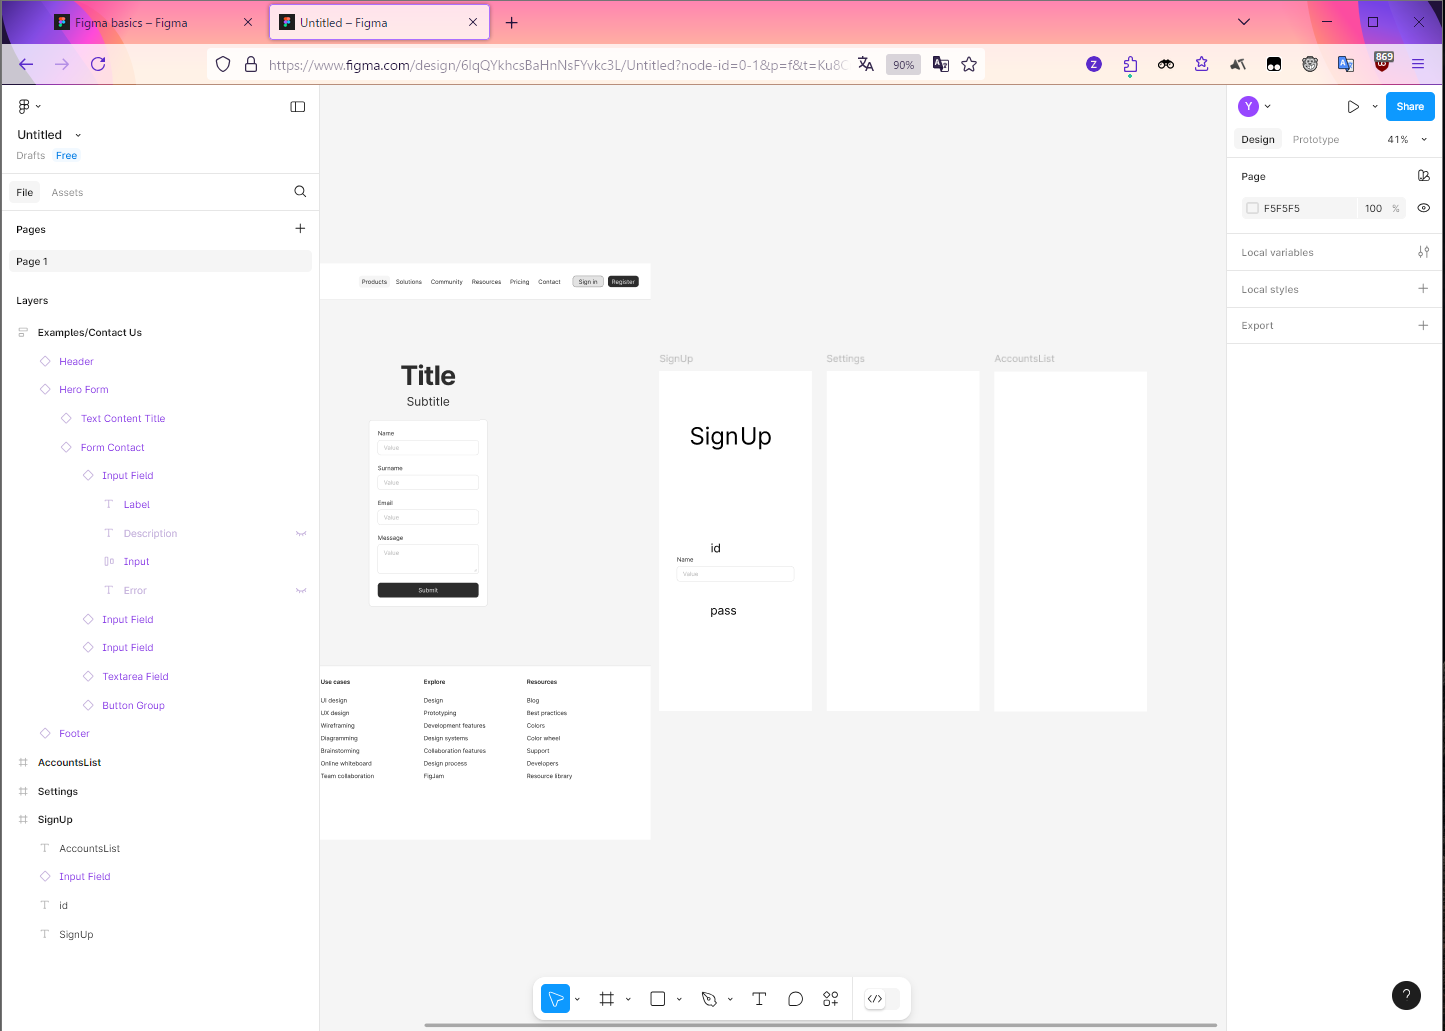 Figma basics – Figma
Untitled – Figma
https://www.figma.com/design/6lqQYkhcsBaHnNsFYvkc3L/Untitled?node-id=0-1&p=f&t=Ku8C
90%
Z
869
Untitled
Drafts Free
File Assets
Pages
Page 1
Layers
Examples/Contact Us
Header
Hero Form
Text Content Title
Form Contact
Input Field
Label
Description
Input
Error
Input Field
Input Field
Textarea Field
Button Group
Footer
AccountsList
Settings
SignUp
AccountsList
Input Field
id
SignUp
Products Solutions Community Resources Pricing Contact Sign in Register
Title
Subtitle
Name
Value
Surname
Value
Email
Value
Message
Value
Submit
Use cases
UI design
UX design
Wireframing
Diagramming
Brainstorming
Online whiteboard
Team collaboration
Explore
Design
Prototyping
Development features
Design systems
Collaboration features
Design process
FigJam
Resources
Blog
Best practices
Colors
Color wheel
Support
Developers
Resource library
SignUp
SignUp
id
Name
Value
pass
Settings
AccountsList
Y
Share
Design Prototype 41%
Page
F5F5F5 100 %
Local variables
Local styles
Export
?